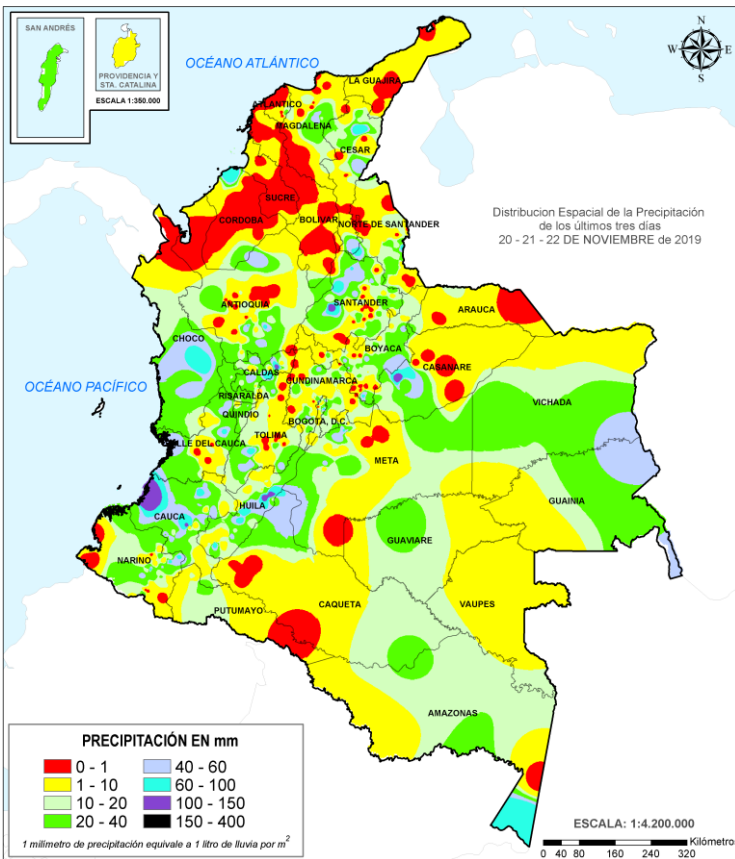 SAN ANDRÉS
PROVIDENCIA Y
STA. CATALINA
ESCALA 1:350.000
OCÉANO ATLÁNTICO
N
W E
S
LA GUAJIRA
ATLANTICO
MAGDALENA
CESAR
SUCRE
CORDOBA
BOLIVAR
NORTE DE SANTANDER
Distribucion Espacial de la Precipitación
de los últimos tres días
20 - 21 - 22 DE NOVIEMBRE de 2019
ANTIOQUIA
SANTANDER
ARAUCA
CHOCO
BOYACA
CASANARE
OCÉANO PACÍFICO
CALDAS
CUNDINAMARCA
RISARALDA
VICHADA
QUINDIO
BOGOTA, D.C.
TOLIMA
VALLE DEL CAUCA
META
GUAINIA
HUILA
CAUCA
GUAVIARE
NARINO
CAQUETA
VAUPES
PUTUMAYO
AMAZONAS
PRECIPITACIÓN EN mm
0 - 1 40 - 60
1 - 10 60 - 100
10 - 20 100 - 150
20 - 40 150 - 400
1 milímetro de precipitación equivale a 1 litro de lluvia por m2
ESCALA: 1:4.200.000
Kilómetros
0 40 80 160 240 320